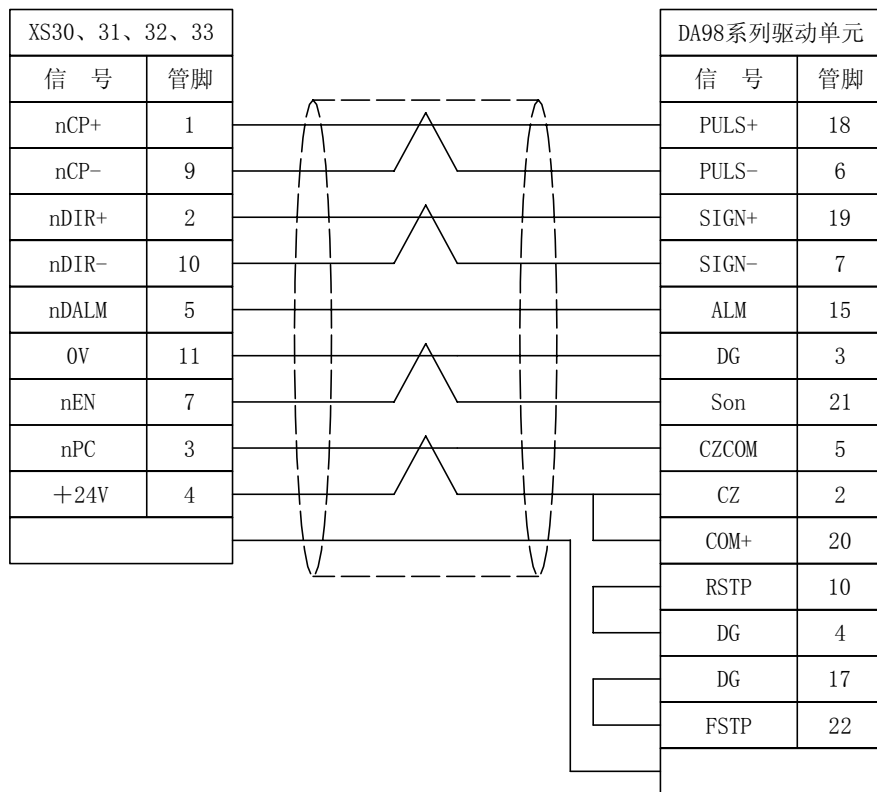 XS30、31、32、33
信 号 管脚
nCP+ 1
nCP- 9
nDIR+ 2
nDIR- 10
nDALM 5
0V 11
nEN 7
nPC 3
+24V 4
DA98系列驱动单元
信 号 管脚
PULS+ 18
PULS- 6
SIGN+ 19
SIGN- 7
ALM 15
DG 3
Son 21
CZCOM 5
CZ 2
COM+ 20
RSTP 10
DG 4
DG 17
FSTP 22